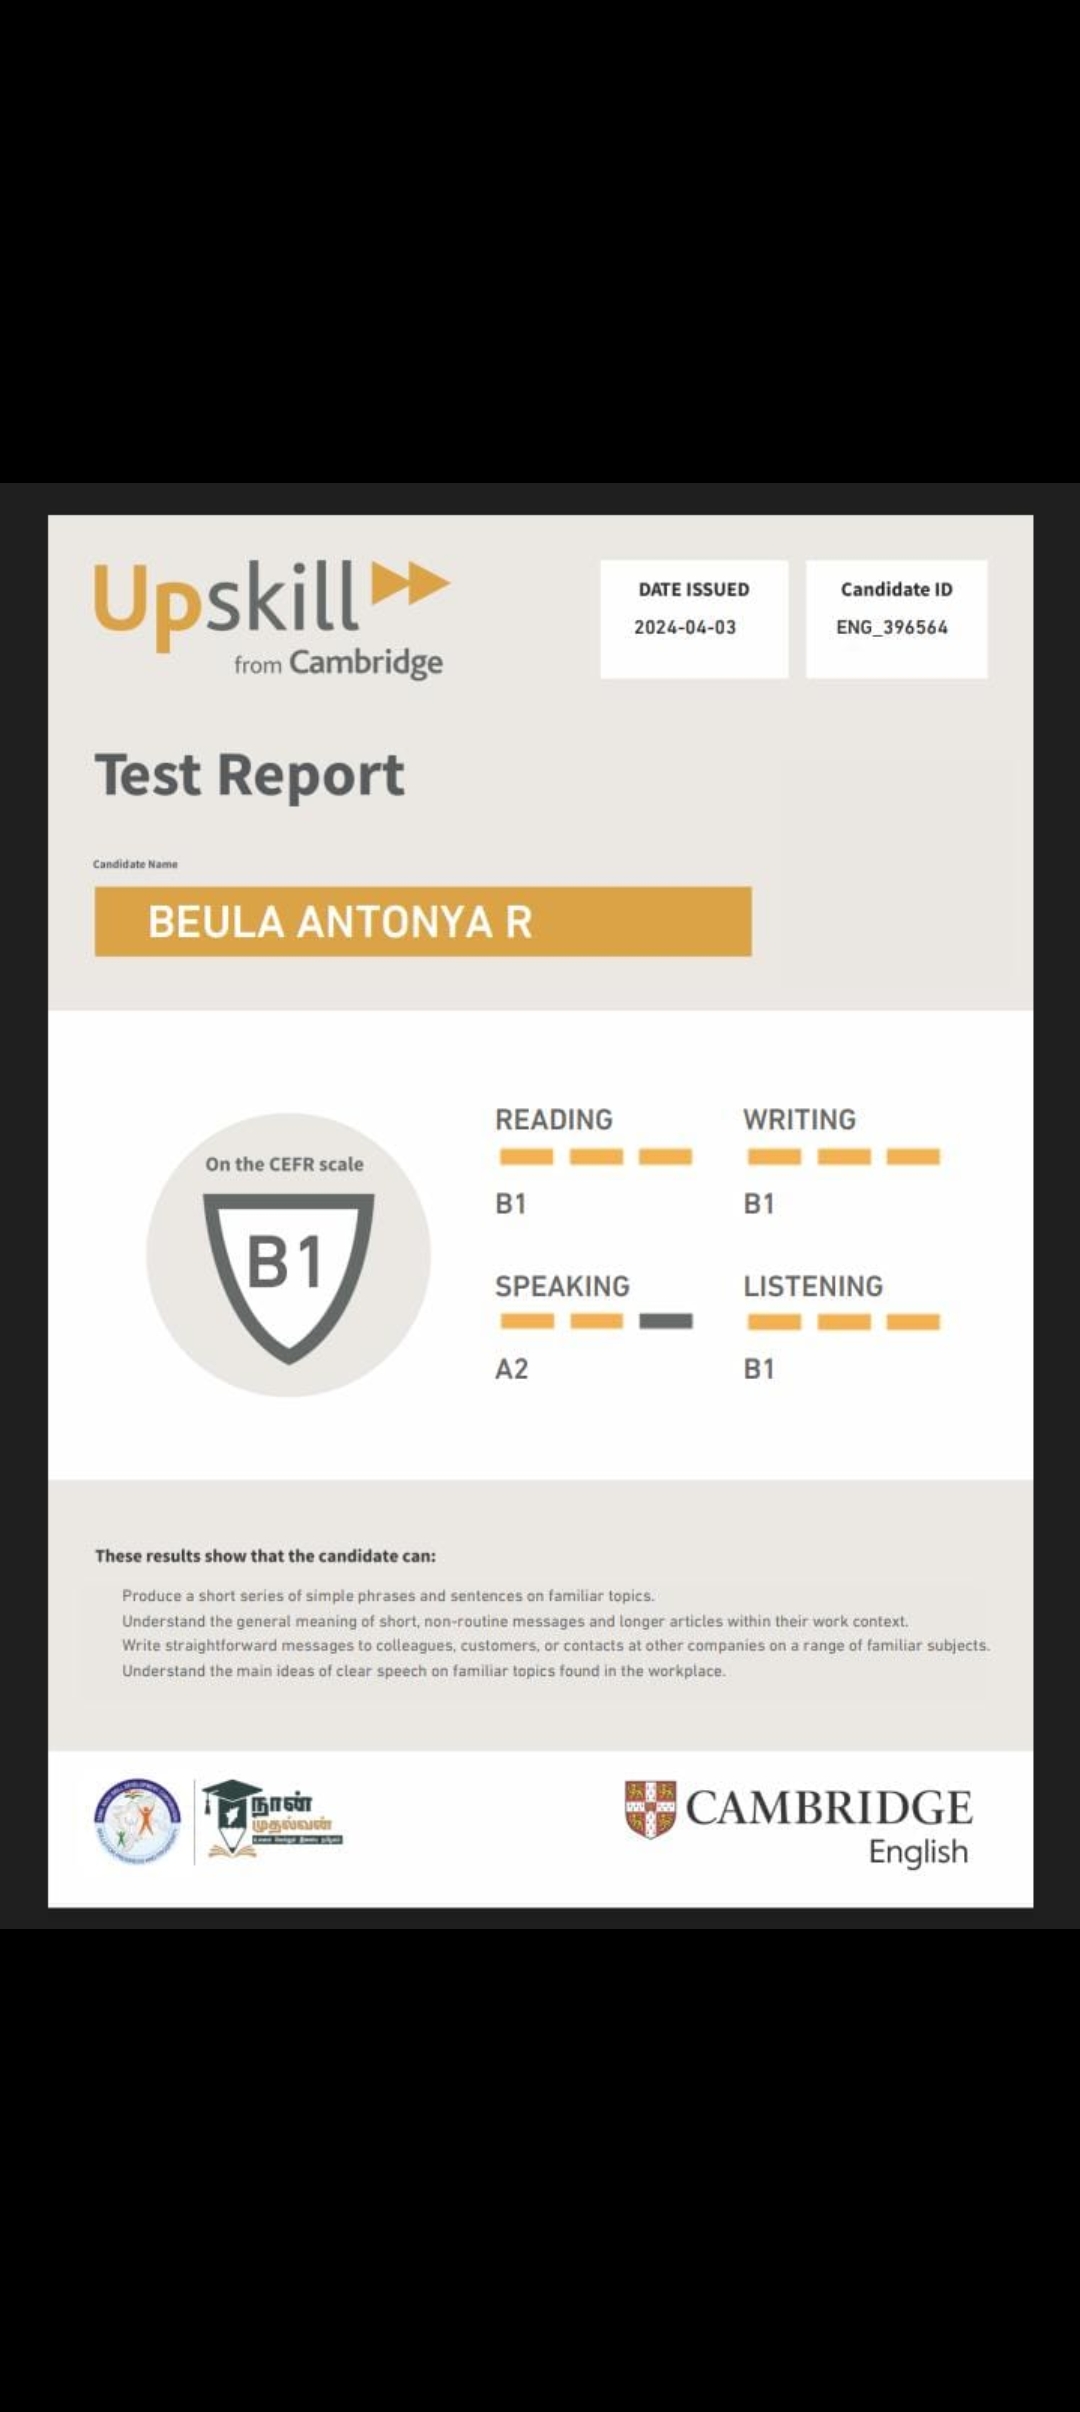 Upskill
from Cambridge
DATE ISSUED
2024-04-03
Candidate ID
ENG_396564
Test Report
Candidate Name
BEULA ANTONYA R
On the CEFR scale
B1
READING
B1
WRITING
B1
SPEAKING
A2
LISTENING
B1
These results show that the candidate can:
Produce a short series of simple phrases and sentences on familiar topics.
Understand the general meaning of short, non-routine messages and longer articles within their work context.
Write straightforward messages to colleagues, customers, or contacts at other companies on a range of familiar subjects.
Understand the main ideas of clear speech on familiar topics found in the workplace.
நான்
முதல்வன்
CAMBRIDGE
English